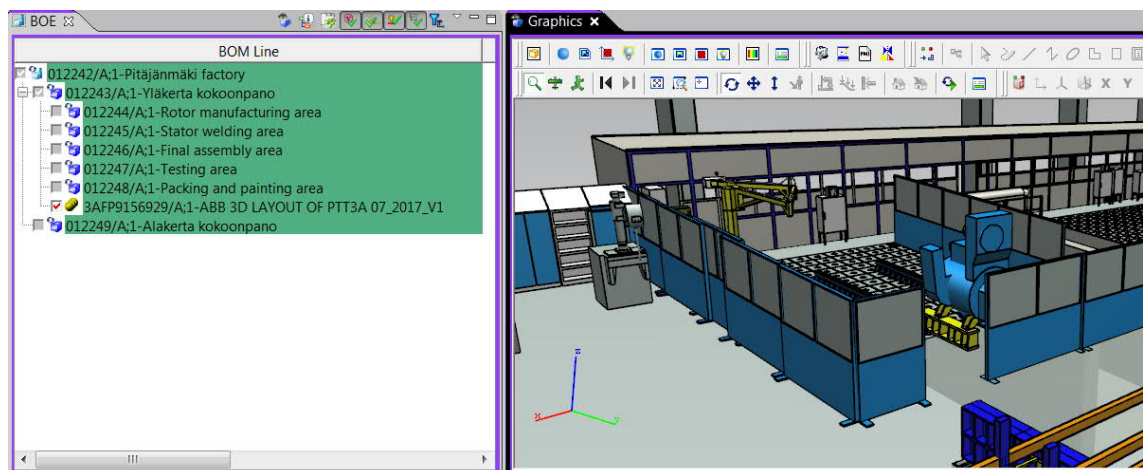 BOE
BOM Line
012242/A;1-Pitäjänmäki factory
012243/A;1-Yläkerta kokoonpano
012244/A;1-Rotor manufacturing area
012245/A;1-Stator welding area
012246/A;1-Final assembly area
012247/A;1-Testing area
012248/A;1-Packing and painting area
3AFP9156929/A;1-ABB 3D LAYOUT OF PTT3A 07_2017_V1
012249/A;1-Alakerta kokoonpano
Graphics
PNG
X Y
z
x
y